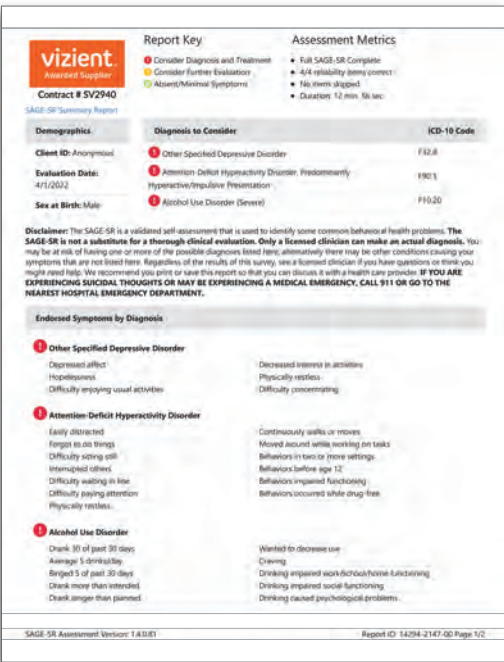 vizient
Awarded Supplier
Contract # SV2940
SAGE-SR Summary Report
Report Key
Consider Diagnosis and Treatment
Consider Further Evaluation
Absent/Minimal Symptoms
Assessment Metrics
Full SAGE-SR Complete
4/4 reliability items correct
No items skipped
Duration: 12 min. 56 sec.
Demographics
Client ID: Anonymous
Evaluation Date:
4/1/2022
Sex at Birth: Male
Diagnosis to Consider ICD-10 Code
Other Specified Depressive Disorder F32.8
Attention-Deficit Hyperactivity Disorder, Predominantly F90.1
Hyperactive/Impulsive Presentation
Alcohol Use Disorder (Severe) F10.20
Disclaimer: The SAGE-SR is a validated self-assessment that is used to identify some common behavioral health problems. The
SAGE-SR is not a substitute for a thorough clinical evaluation. Only a licensed clinician can make an actual diagnosis. You
may be at risk of having one or more of the possible diagnoses listed here; alternatively there may be other conditions causing your
symptoms that are not listed here. Regardless of the results of this survey, see a licensed clinician if you have questions or think you
might need help. We recommend you print or save this report so that you can discuss it with a health care provider. IF YOU ARE
EXPERIENCING SUICIDAL THOUGHTS OR MAY BE EXPERIENCING A MEDICAL EMERGENCY, CALL 911 OR GO TO THE
NEAREST HOSPITAL EMERGENCY DEPARTMENT.
Endorsed Symptoms by Diagnosis
Other Specified Depressive Disorder
Depressed affect
Hopelessness
Difficulty enjoying usual activities
Decreased interest in activities
Physically restless
Difficulty concentrating
Attention-Deficit Hyperactivity Disorder
Easily distracted
Forgot to do things
Difficulty sitting still
Interrupted others
Difficulty waiting in line
Difficulty paying attention
Physically restless
Continuously walks or moves
Moved around while working on tasks
Behaviors in two or more settings
Behaviors before age 12
Behaviors impaired functioning
Behaviors occurred while drug-free
Alcohol Use Disorder
Drank 30 of past 30 days
Average 5 drinks/day
Binged 5 of past 30 days
Drank more than intended
Drank longer than planned
Wanted to decrease use
Craving
Drinking impaired work/school/home functioning
Drinking impaired social functioning
Drinking caused psychological problems
SAGE-SR Assessment Version: 1.4.0.81 Report ID: 14294-2147-00 Page 1/2